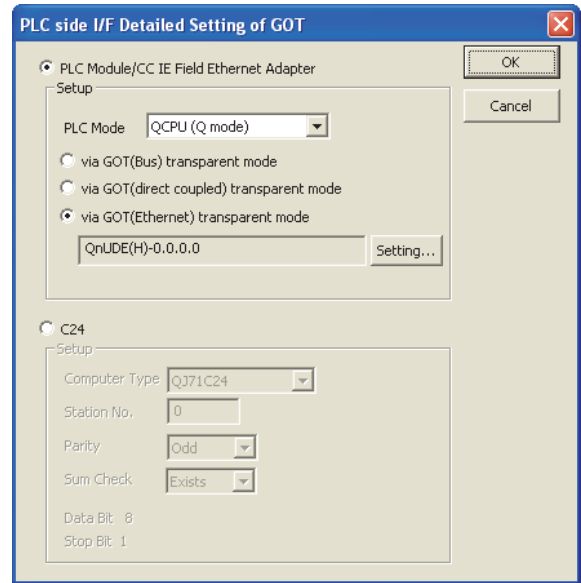 PLC side I/F Detailed Setting of GOT
PLC Module/CC IE Field Ethernet Adapter
OK
Setup
Cancel
PLC Mode QCPU (Q mode)
via GOT(Bus) transparent mode
via GOT(direct coupled) transparent mode
via GOT(Ethernet) transparent mode
QnUDE(H)-0.0.0.0 Setting...
C24
Setup
Computer Type QJ71C24
Station No. 0
Parity Odd
Sum Check Exists
Data Bit 8
Stop Bit 1